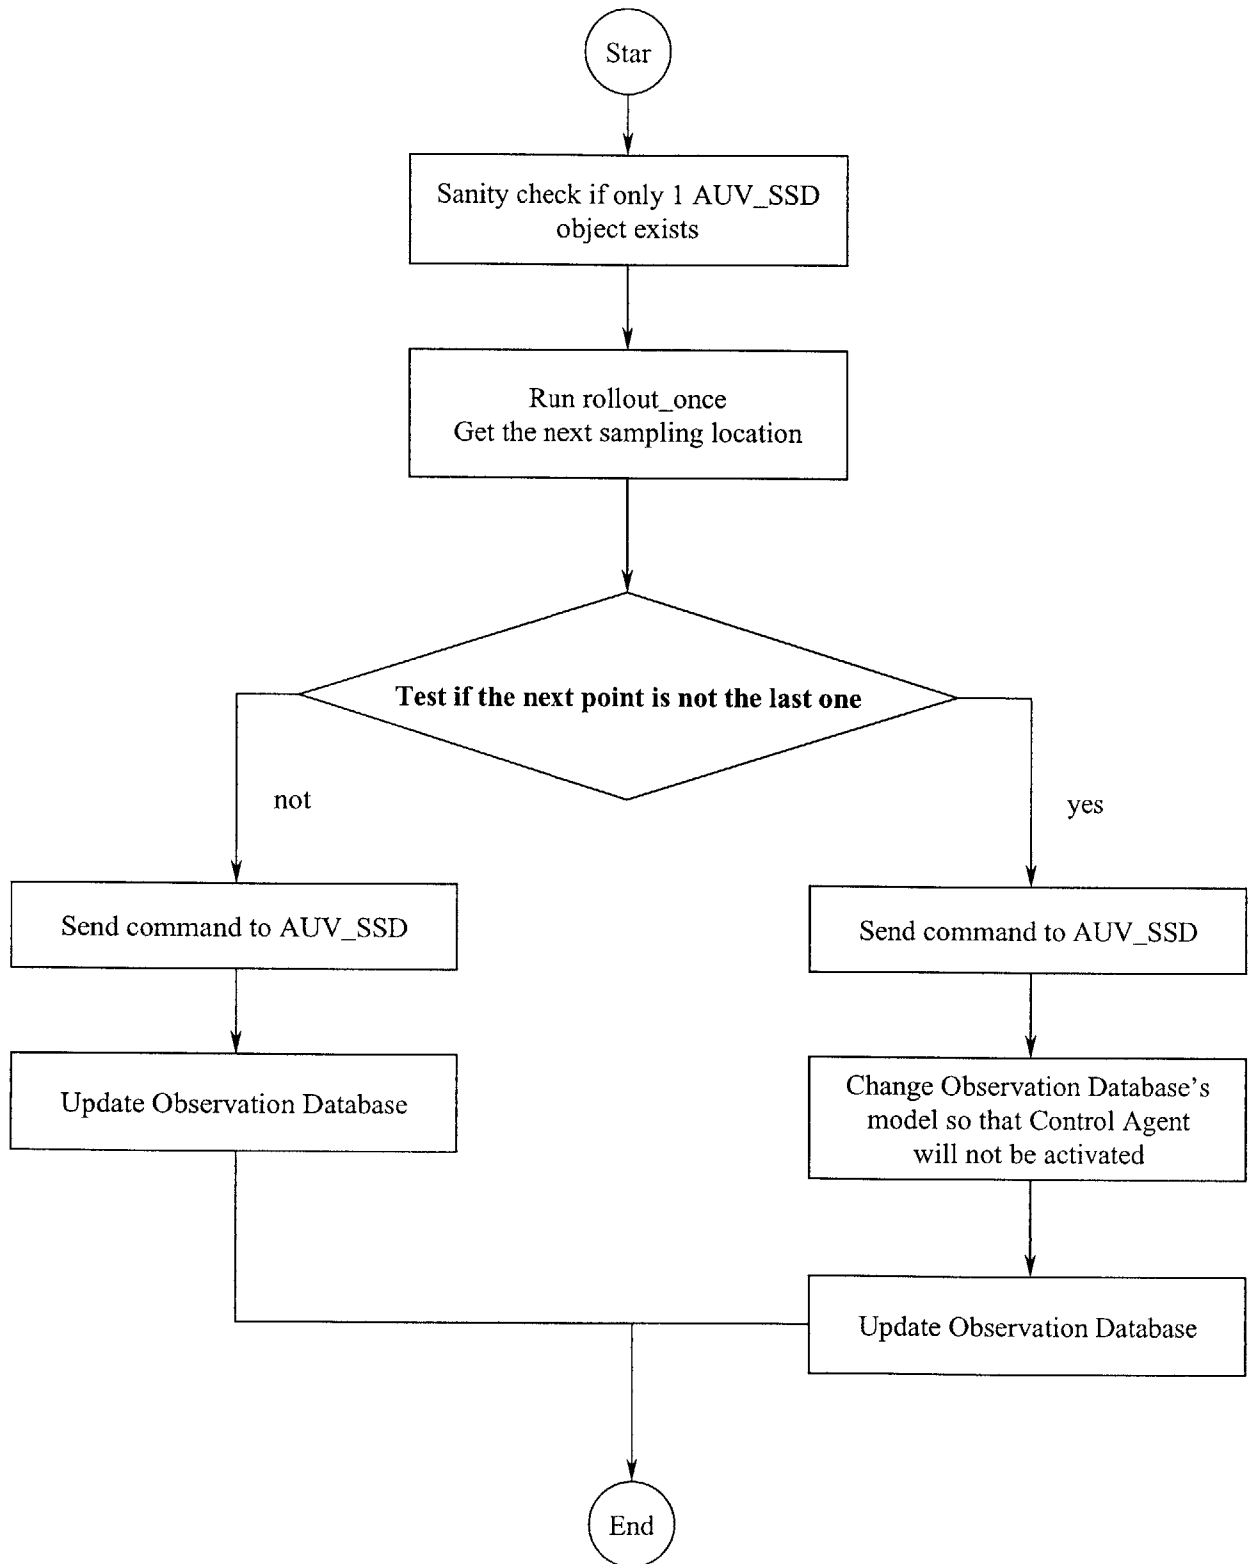 Star
Sanity check if only 1 AUV_SSD
object exists
Run rollout_once
Get the next sampling location
Test if the next point is not the last one
not
yes
Send command to AUV_SSD
Send command to AUV_SSD
Update Observation Database
Change Observation Database's
model so that Control Agent
will not be activated
Update Observation Database
End